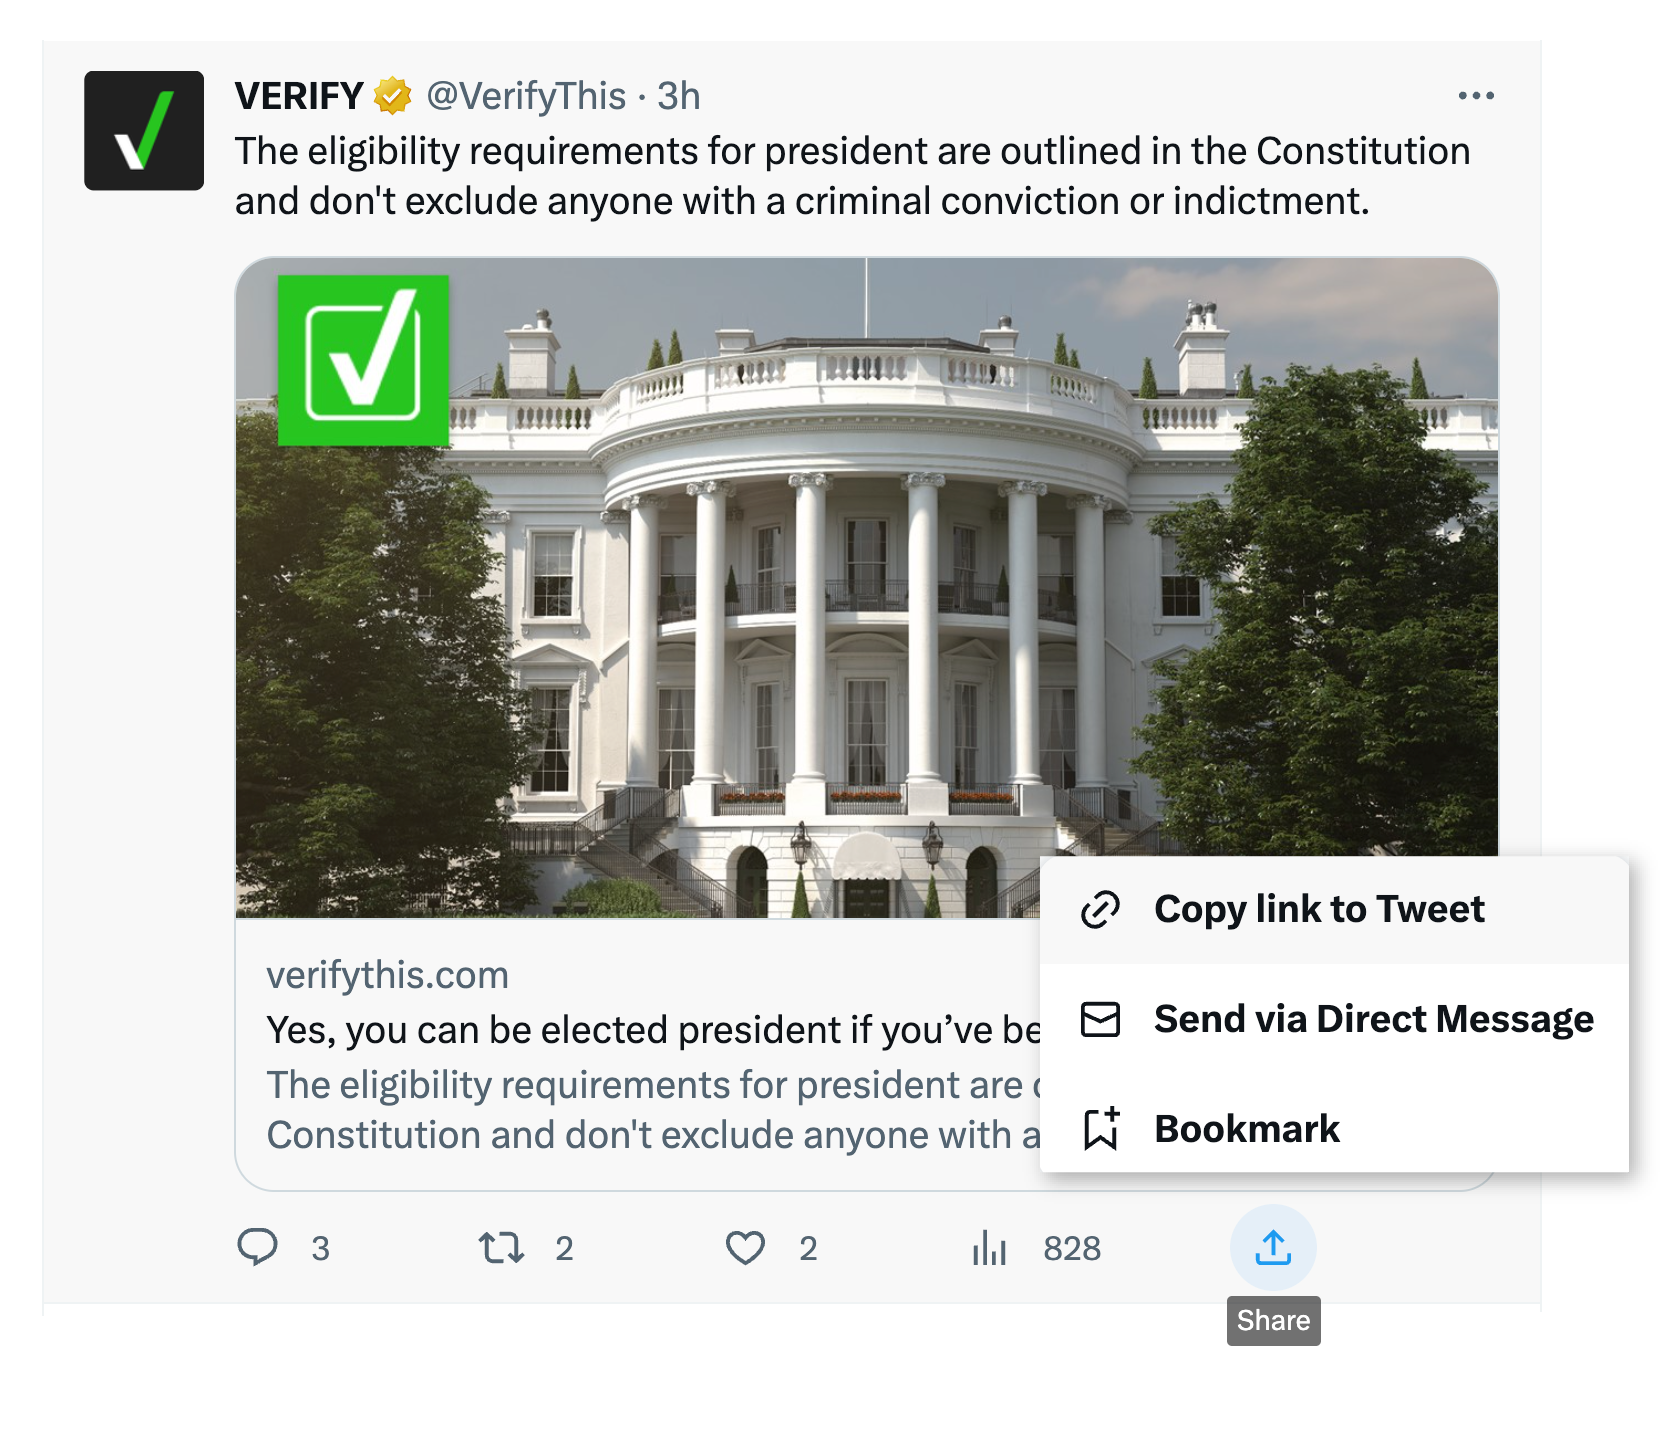 VERIFY @VerifyThis · 3h
The eligibility requirements for president are outlined in the Constitution
and don't exclude anyone with a criminal conviction or indictment.
verifythis.com
Yes, you can be elected president if you’ve be
The eligibility requirements for president are
Constitution and don't exclude anyone with a
Copy link to Tweet
Send via Direct Message
Bookmark
3 2 2 828
Share